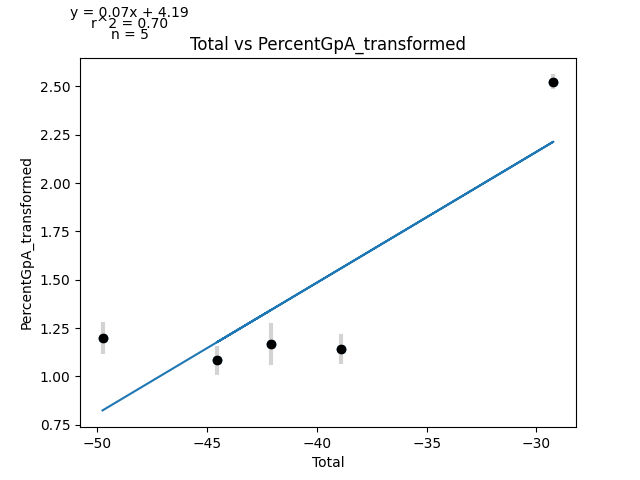 y = 0.07x + 4.19
r^2 = 0.70
n = 5
Total vs PercentGpA_transformed
PercentGpA_transformed
2.50
2.25
2.00
1.75
1.50
1.25
1.00
0.75
−50
−45
−40
−35
−30
Total